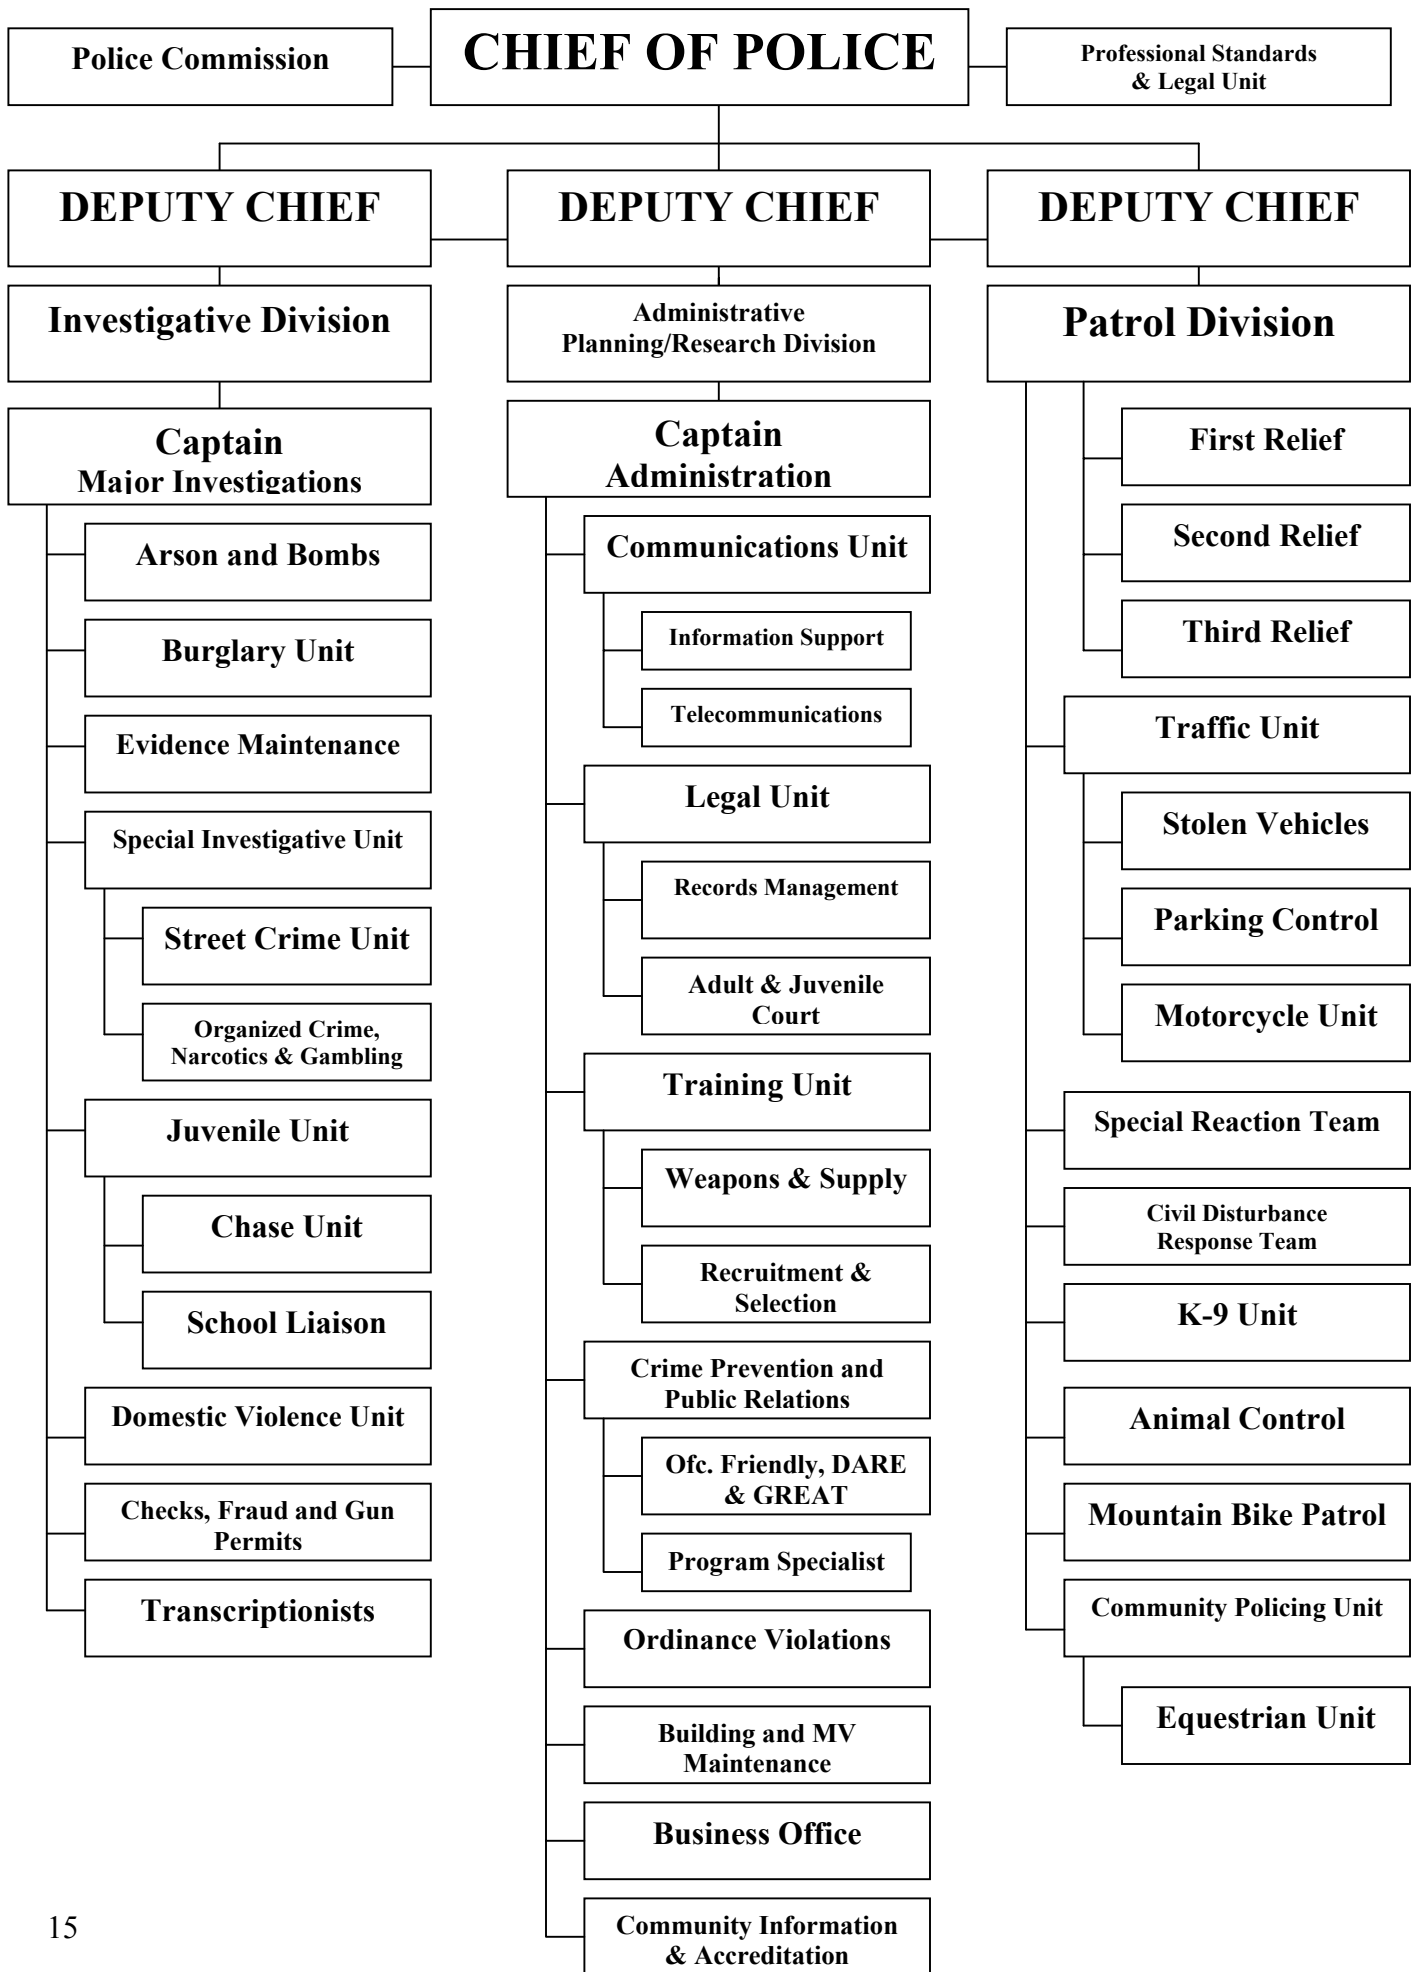 Police Commission
CHIEF OF POLICE
Professional Standards
& Legal Unit
DEPUTY CHIEF
DEPUTY CHIEF
DEPUTY CHIEF
Investigative Division
Administrative
Planning/Research Division
Patrol Division
Captain
Major Investigations
Arson and Bombs
Burglary Unit
Evidence Maintenance
Special Investigative Unit
Street Crime Unit
Organized Crime,
Narcotics & Gambling
Juvenile Unit
Chase Unit
School Liaison
Domestic Violence Unit
Checks, Fraud and Gun
Permits
Transcriptionists
Captain
Administration
Communications Unit
Information Support
Telecommunications
Legal Unit
Records Management
Adult & Juvenile
Court
Training Unit
Weapons & Supply
Recruitment &
Selection
Crime Prevention and
Public Relations
Ofc. Friendly, DARE
& GREAT
Program Specialist
Ordinance Violations
Building and MV
Maintenance
Business Office
Community Information
& Accreditation
First Relief
Second Relief
Third Relief
Traffic Unit
Stolen Vehicles
Parking Control
Motorcycle Unit
Special Reaction Team
Civil Disturbance
Response Team
K-9 Unit
Animal Control
Mountain Bike Patrol
Community Policing Unit
Equestrian Unit
15